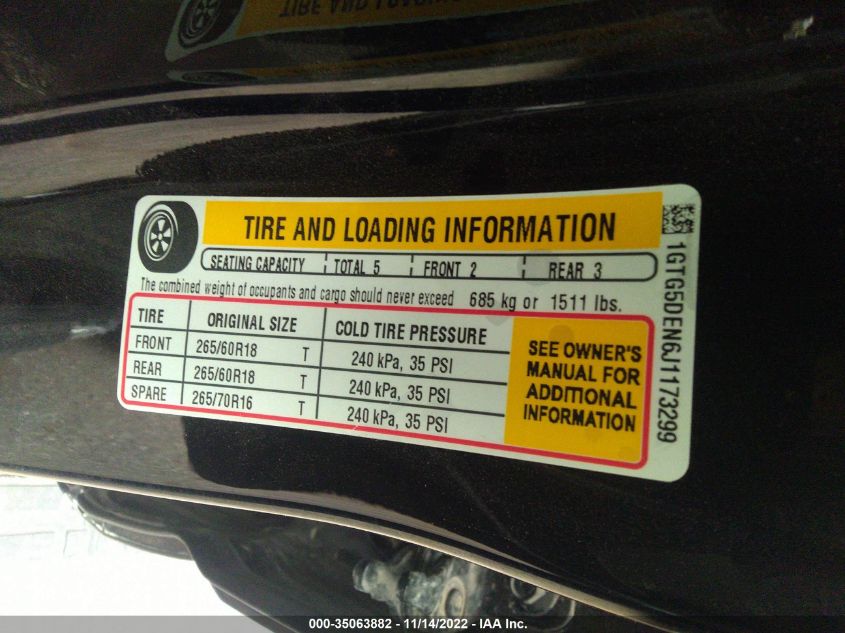 TIRE AND LOADING INFORMATION
SEATING CAPACITY TOTAL 5 FRONT 2 REAR 3
The combined weight of occupants and cargo should never exceed 685 kg or 1511 lbs.
TIRE ORIGINAL SIZE COLD TIRE PRESSURE
FRONT 265/60R18 T 240 kPa, 35 PSI
REAR 265/60R18 T 240 kPa, 35 PSI
SPARE 265/70R16 T 240 kPa, 35 PSI
SEE OWNER'S
MANUAL FOR
ADDITIONAL
INFORMATION
1GTG5DEN6J1173299
000-35063882 - 11/14/2022 - IAA Inc.